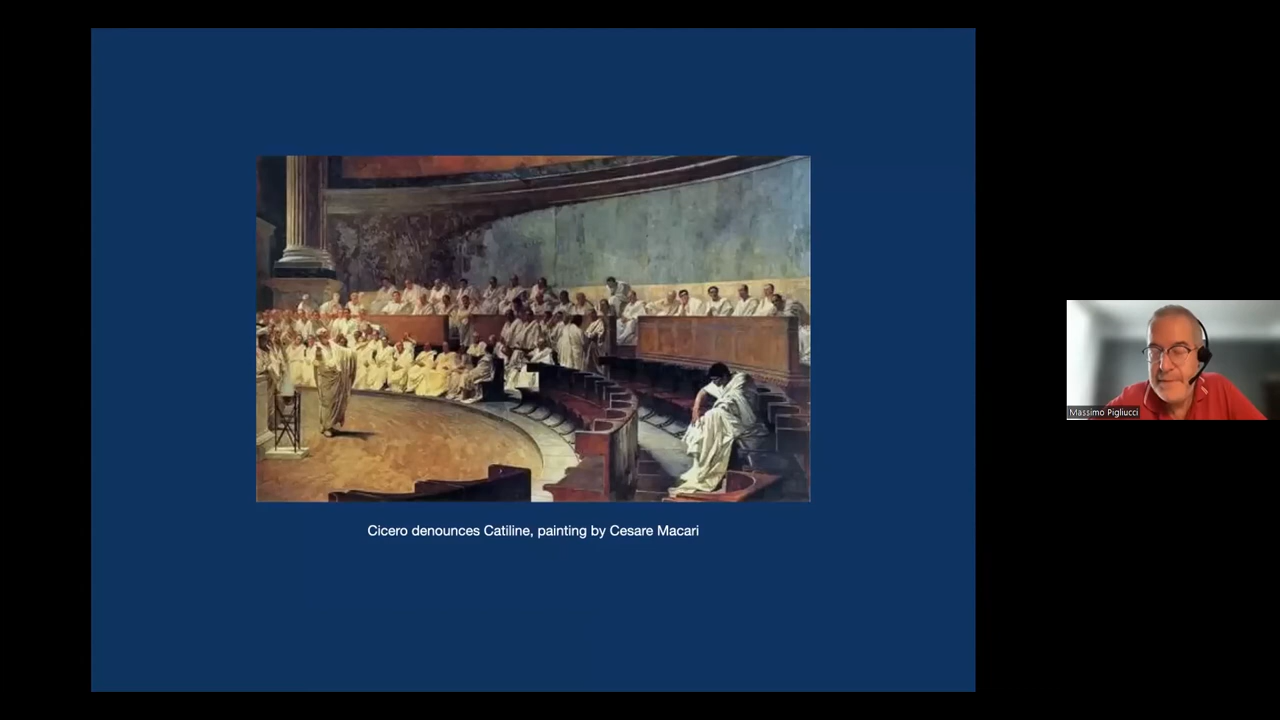 Cicero denounces Catiline, painting by Cesare Macari
Massimo Pigliucci